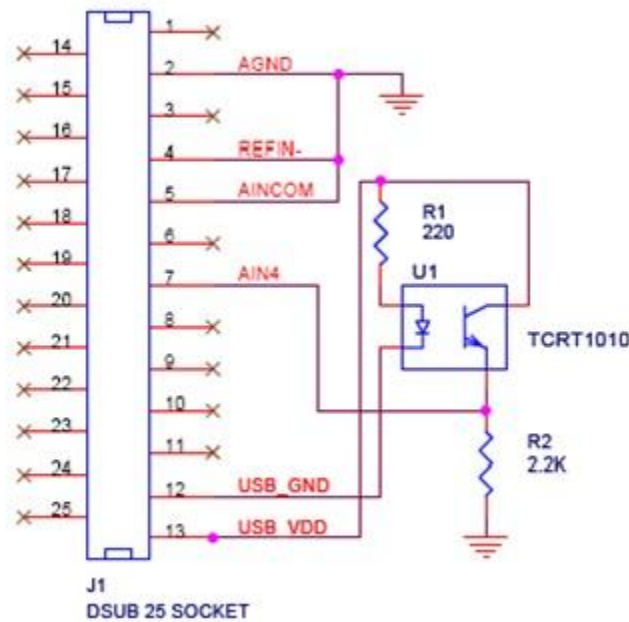 1
14
2 AGND
15
3
16
4 REFIN-
17
5 AINCOM
18
R1
220
6
19
U1
7 AIN4
20
8
TCRT1010
21
9
22
10
23
R2
2.2K
11
24
12 USB_GND
25
13 USB_VDD
J1
DSUB 25 SOCKET